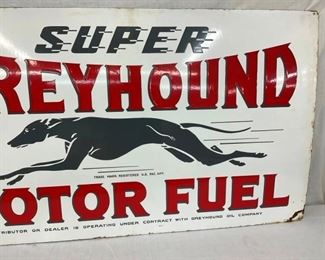 SUPER
REYHOUND
TRADE MARK REGISTERED U.S. PAT. OFF.
OTOR FUEL
TRIBUTOR OR DEALER IS OPERATING UNDER CONTRACT WITH GREYHOUND OIL COMPANY